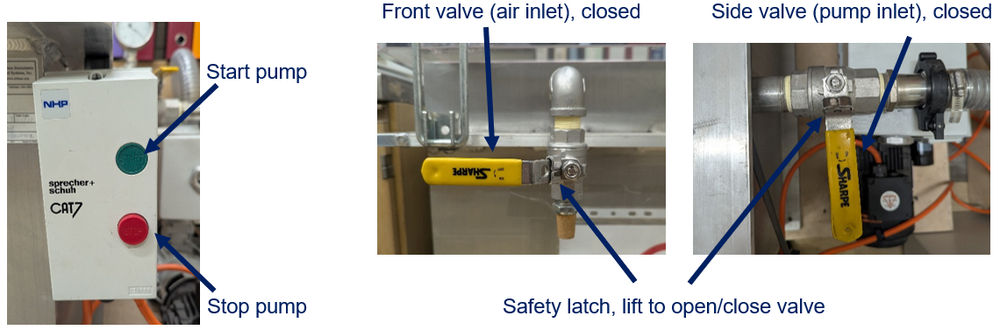 Front valve (air inlet), closed
Side valve (pump inlet), closed
Start pump
NHP
sprecher+
schuh
CAT7
STOP
Stop pump
SHARPE
SHARPE
Safety latch, lift to open/close valve